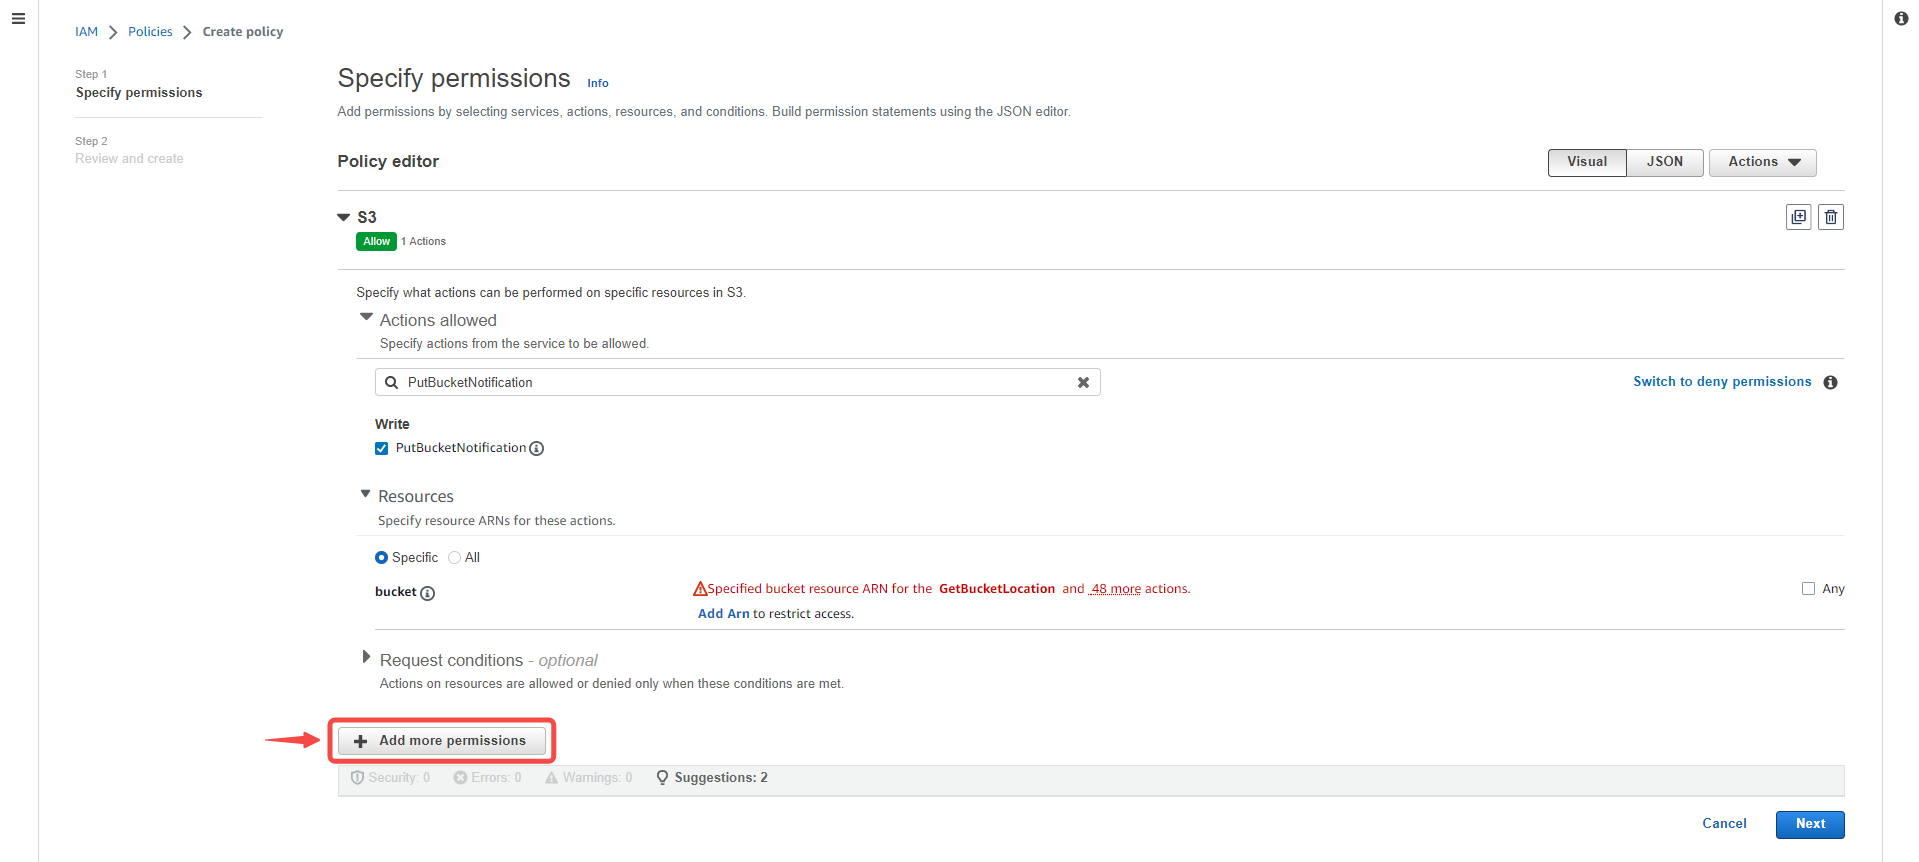 IAM > Policies > Create policy
Step 1
Specify permissions
Step 2
Review and create
Specify permissions Info
Add permissions by selecting services, actions, resources, and conditions. Build permission statements using the JSON editor.
Policy editor
Visual JSON Actions
S3
Allow 1 Actions
Specify what actions can be performed on specific resources in S3.
Actions allowed
Specify actions from the service to be allowed.
PutBucketNotification
Switch to deny permissions
Write
PutBucketNotification
Resources
Specify resource ARNs for these actions.
Specific All
bucket Specified bucket resource ARN for the GetBucketLocation and 48 more actions. Any
Add Arn to restrict access.
Request conditions - optional
Actions on resources are allowed or denied only when these conditions are met.
Add more permissions
Security: 0 Errors: 0 Warnings: 0 Suggestions: 2
Cancel Next